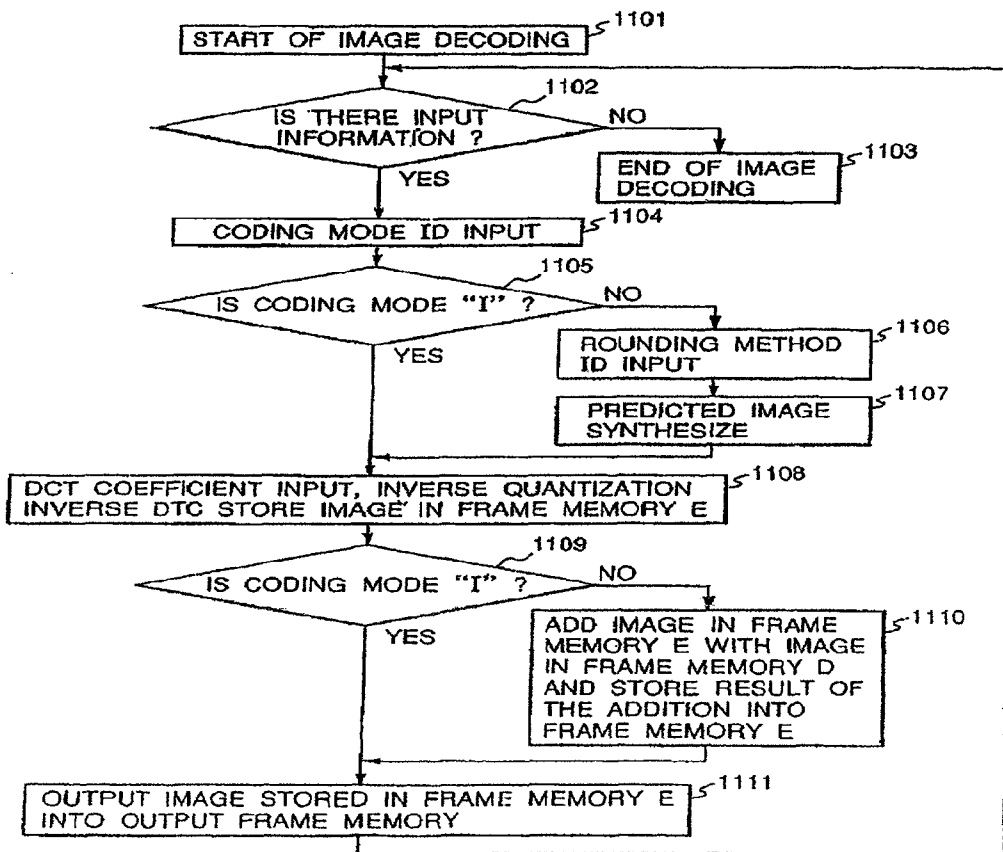 1101
START OF IMAGE DECODING
1102
IS THERE INPUT
INFORMATION ?
NO
1103
END OF IMAGE
DECODING
YES
1104
CODING MODE ID INPUT
1105
IS CODING MODE "I" ?
NO
1106
ROUNDING METHOD
ID INPUT
YES
1107
PREDICTED IMAGE
SYNTHESIZE
1108
DCT COEFFICIENT INPUT, INVERSE QUANTIZATION
INVERSE DTC STORE IMAGE IN FRAME MEMORY E
1109
IS CODING MODE "I" ?
NO
1110
ADD IMAGE IN FRAME
MEMORY E WITH IMAGE
IN FRAME MEMORY D
AND STORE RESULT OF
THE ADDITION INTO
FRAME MEMORY E
YES
1111
OUTPUT IMAGE STORED IN FRAME MEMORY E
INTO OUTPUT FRAME MEMORY